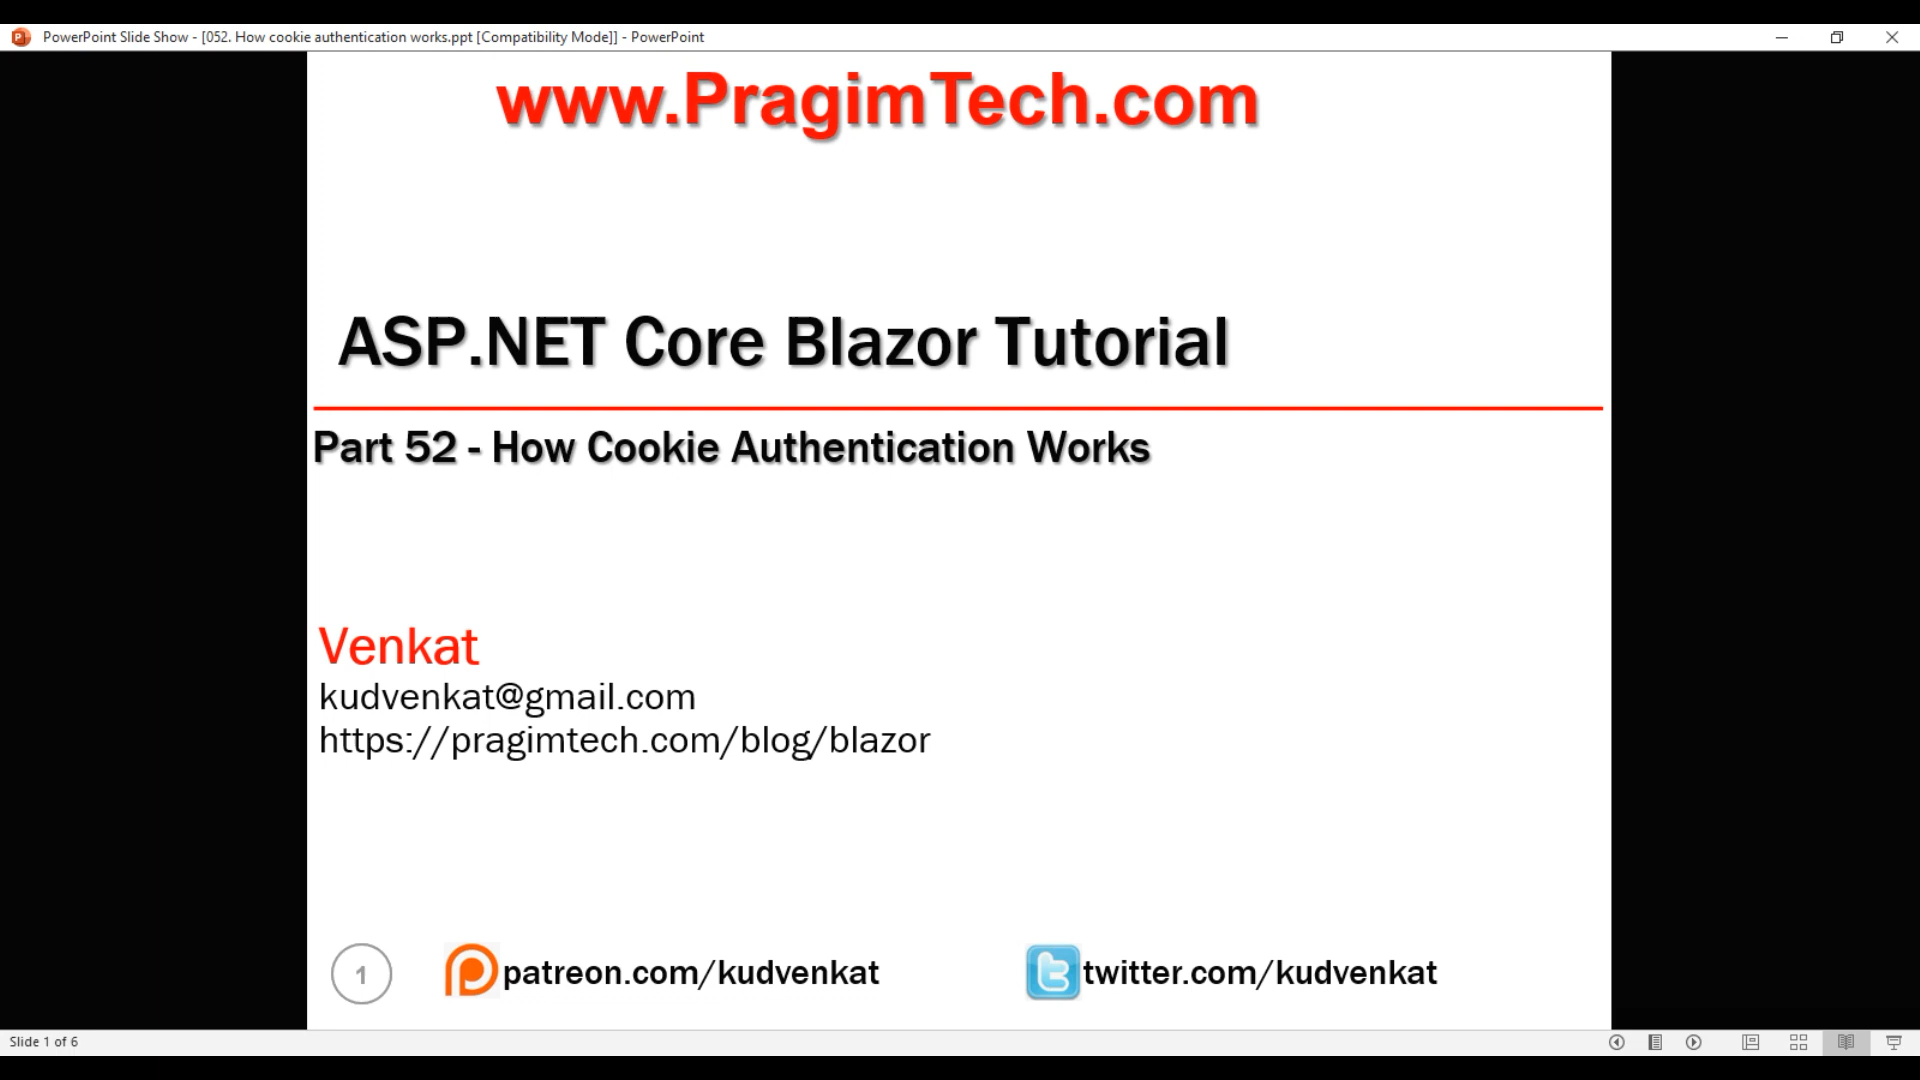 PowerPoint Slide Show - [052. How cookie authentication works.ppt [Compatibility Mode]] - PowerPoint
www.PragimTech.com
ASP.NET Core Blazor Tutorial
Part 52 - How Cookie Authentication Works
Venkat
kudvenkat@gmail.com
https://pragimtech.com/blog/blazor
1
patreon.com/kudvenkat
twitter.com/kudvenkat
Slide 1 of 6